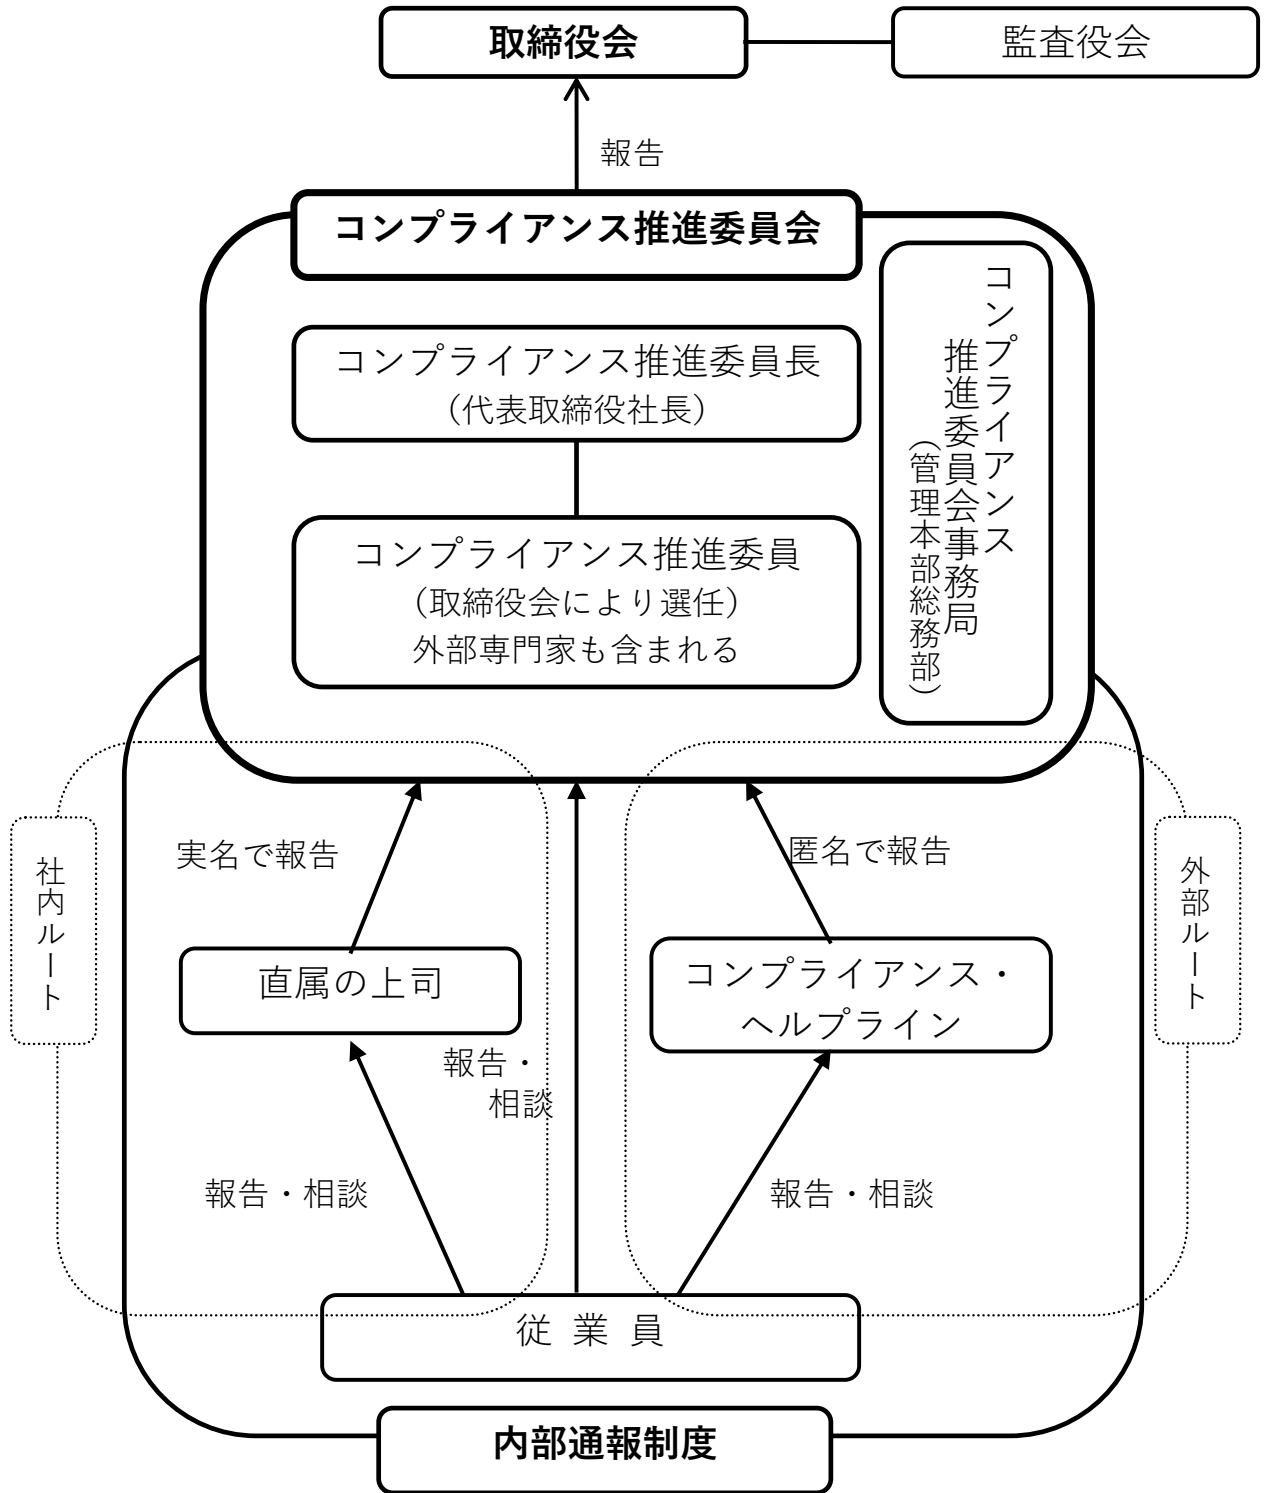 取締役会
監査役会
報告
コンプライアンス推進委員会
コンプライアンス推進委員長
（代表取締役社長）
コンプライアンス推進委員
（取締役会により選任）
外部専門家も含まれる
コンプライアンス
推進委員会事務局
（管理本部総務部）
社内ルート
実名で報告
匿名で報告
外部ルート
直属の上司
コンプライアンス・
ヘルプライン
報告・
相談
報告・相談
報告・相談
従業員
内部通報制度